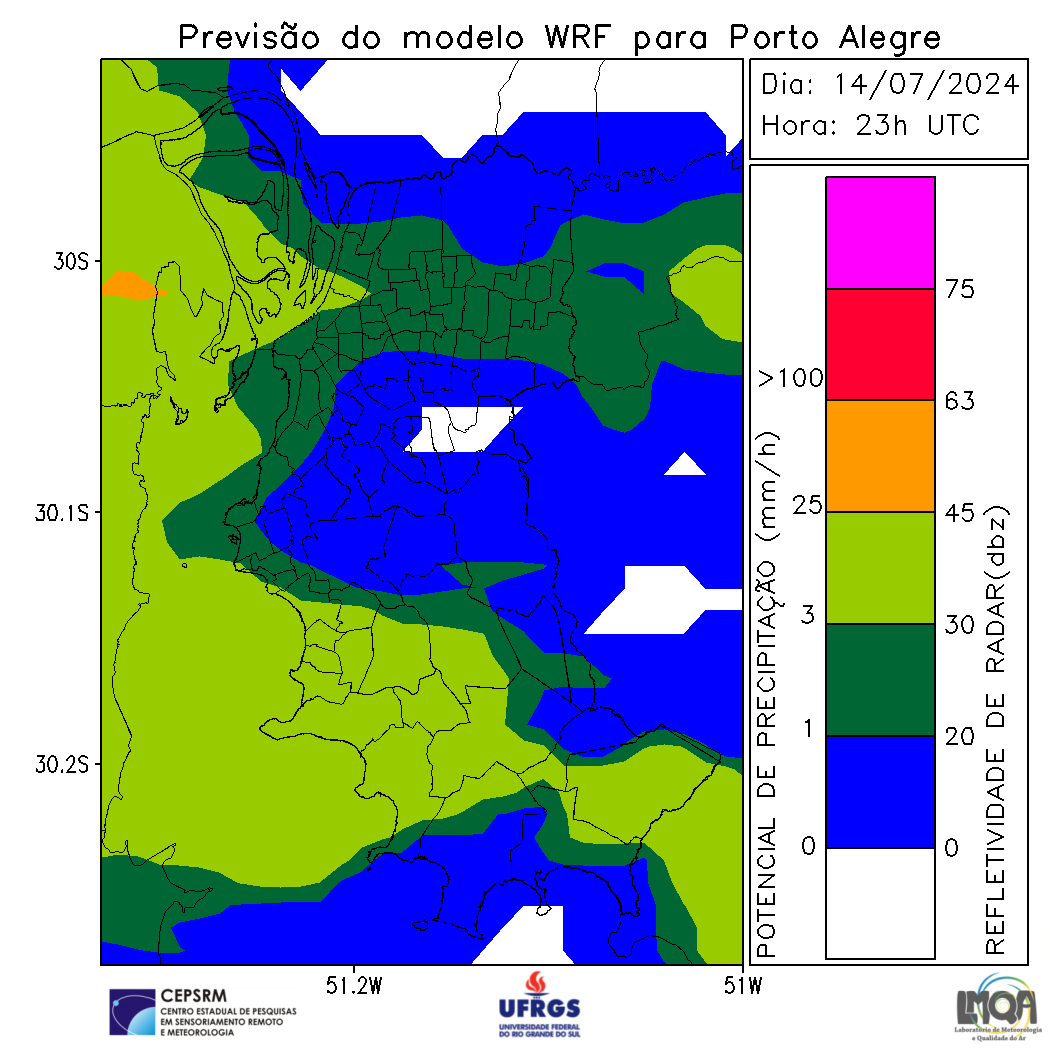 Previsão do modelo WRF para Porto Alegre
Dia: 14/07/2024
Hora: 23h UTC
30S
30.1S
30.2S
51.2W
51W
POTENCIAL DE PRECIPITAÇÃO (mm/h)
>100
25
3
1
0
75
63
45
30
20
0
REFLETIVIDADE DE RADAR(dbz)
CEPSRM
CENTRO ESTADUAL DE PESQUISAS
EM SENSORIAMENTO REMOTO
E METEOROLOGIA
UFRGS
UNIVERSIDADE FEDERAL
DO RIO GRANDE DO SUL
LMQA
Laboratório de Meteorologia
e Qualidade do Ar